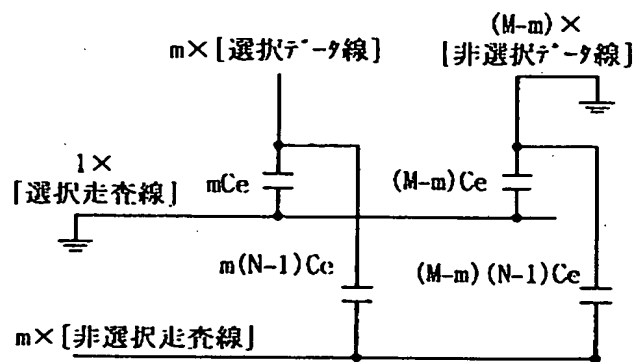 (M-m)×
m×[選択データ線]
[非選択データ線]
1×
[選択走査線]
mCe
(M-m)Ce
m(N-1)Ce
(M-m)(N-1)Ce
m×[非選択走査線]